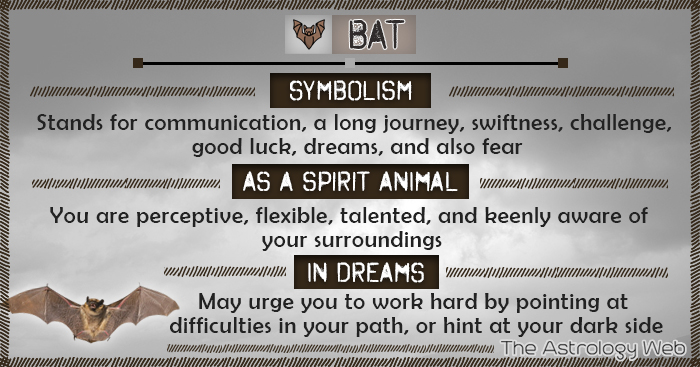 BAT
SYMBOLISM
Stands for communication, a long journey, swiftness, challenge,
good luck, dreams, and also fear
AS A SPIRIT ANIMAL
You are perceptive, flexible, talented, and keenly aware of
your surroundings
IN DREAMS
May urge you to work hard by pointing at
difficulties in your path, or hint at your dark side
The Astrology Web